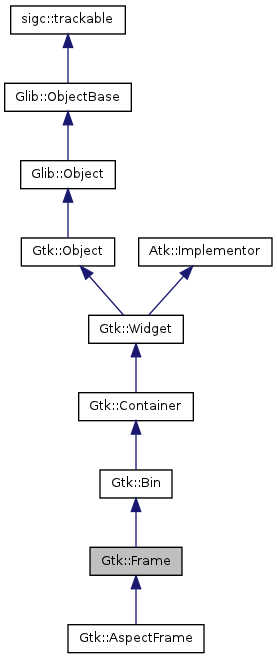 sigc::trackable
Glib::ObjectBase
Glib::Object
Gtk::Object
Atk::Implementor
Gtk::Widget
Gtk::Container
Gtk::Bin
Gtk::Frame
Gtk::AspectFrame